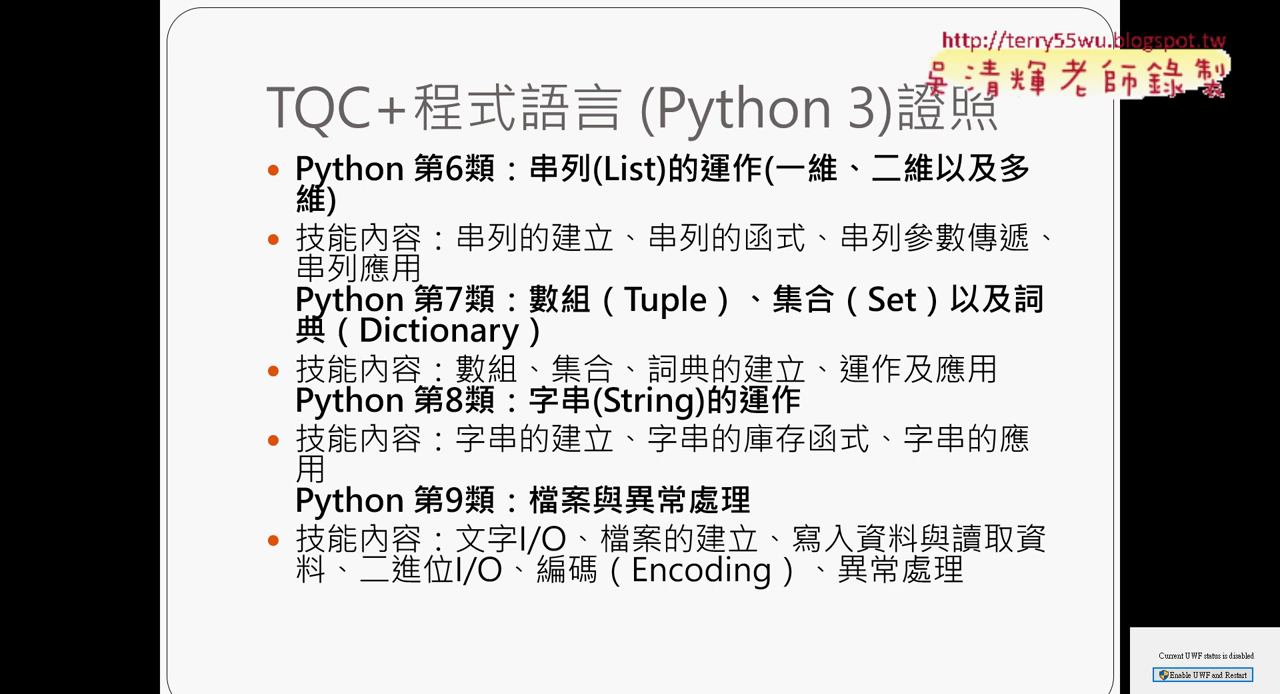 http://terry55wu.blogspot.tw
吳清輝老師錄製
TQC+程式語言 (Python 3)證照
Python 第6類：串列(List)的運作(一維、二維以及多
維)
技能內容：串列的建立、串列的函式、串列參數傳遞、
串列應用
Python 第7類：數組（Tuple）、集合（Set）以及詞
典（Dictionary）
技能內容：數組、集合、詞典的建立、運作及應用
Python 第8類：字串(String)的運作
技能內容：字串的建立、字串的庫存函式、字串的應
用
Python 第9類：檔案與異常處理
技能內容：文字I/O、檔案的建立、寫入資料與讀取資
料、二進位I/O、編碼（Encoding）、異常處理
Current UWF status is disabled
Enable UWF and Restart